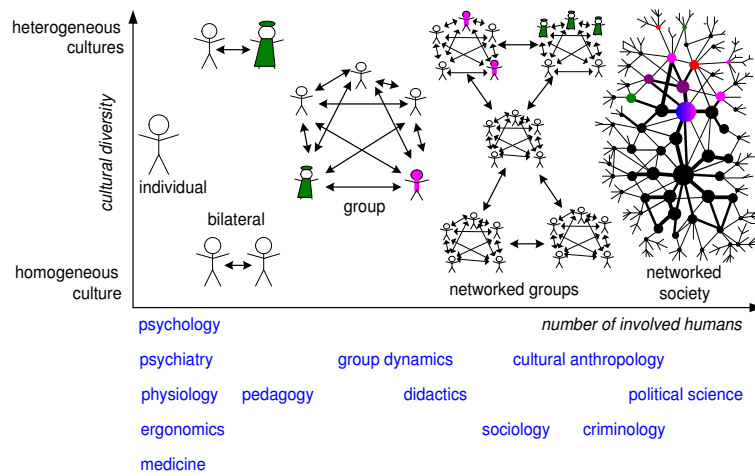 heterogeneous
cultures
cultural diversity
individual
bilateral
group
homogeneous
culture
networked groups
networked
society
number of involved humans
psychology
psychiatry group dynamics cultural anthropology
physiology pedagogy didactics political science
ergonomics sociology criminology
medicine